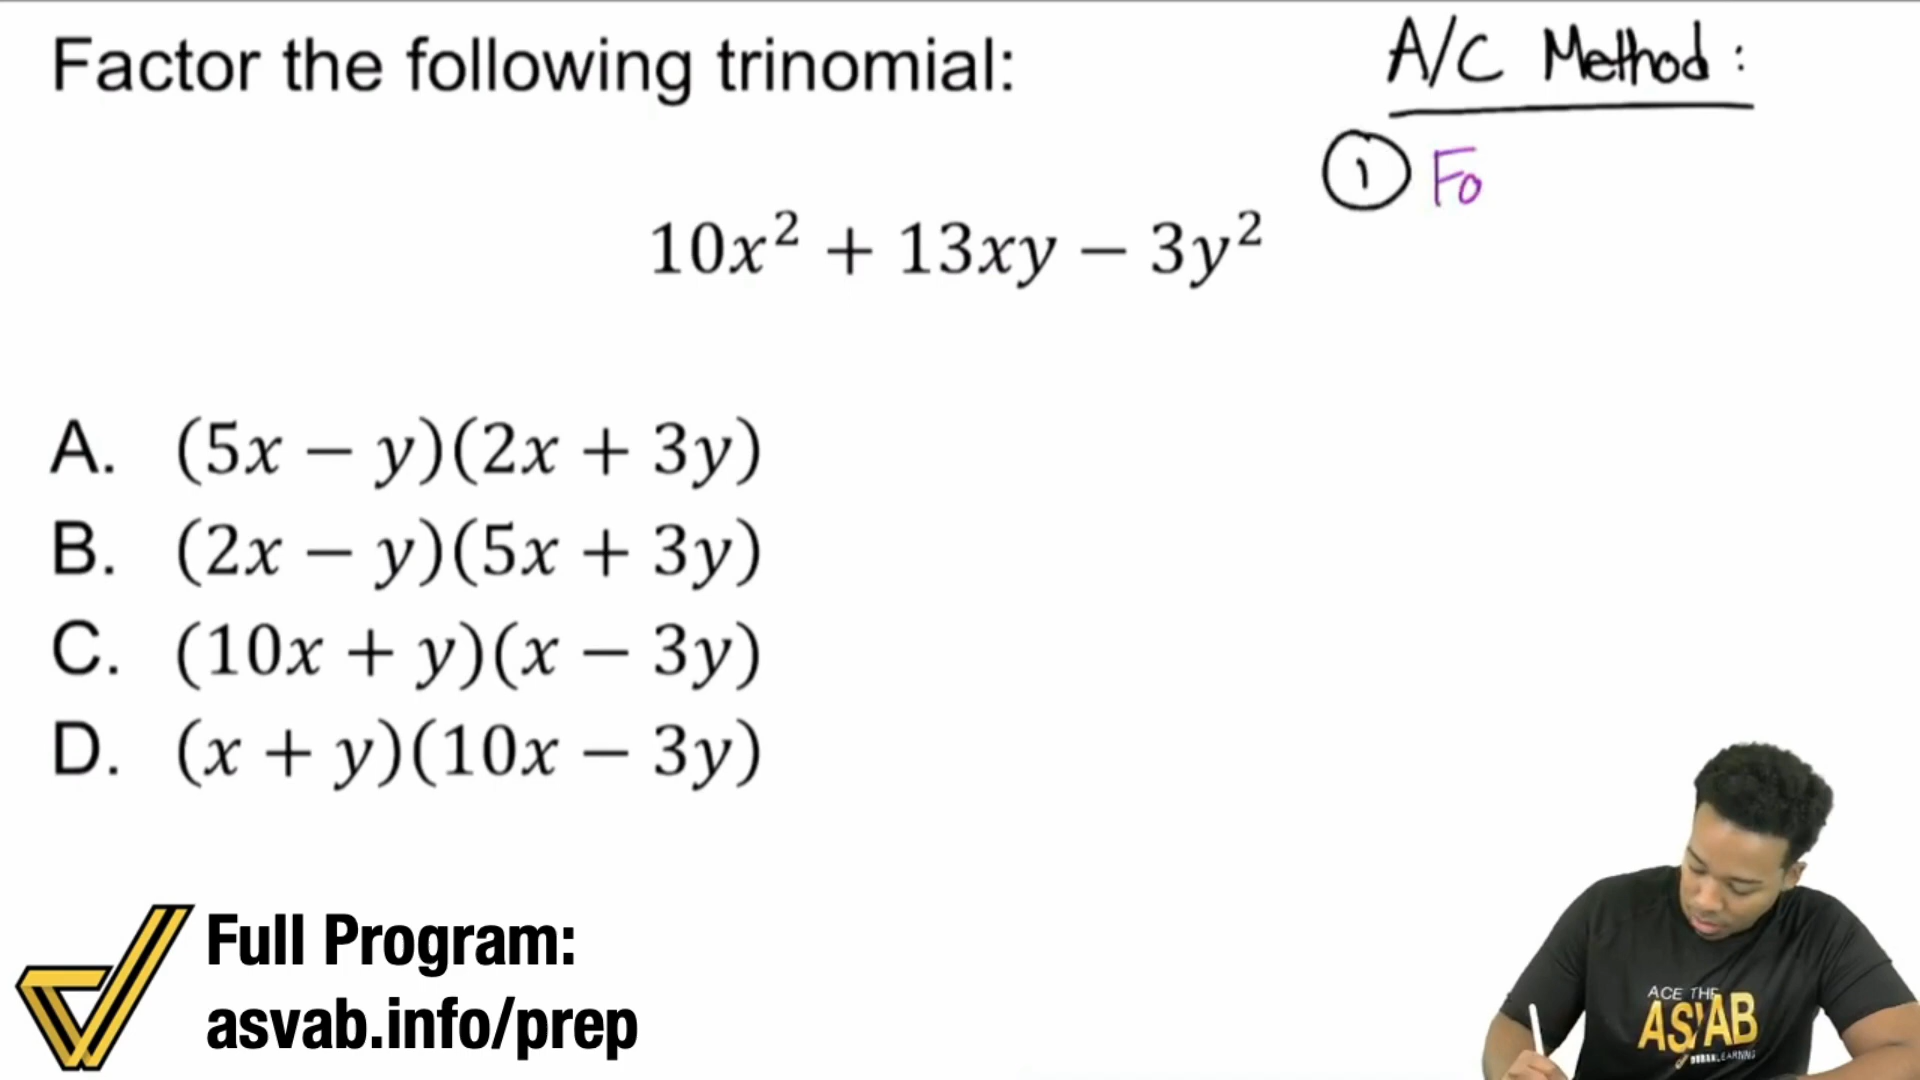 Factor the following trinomial:
A/C Method:
① Fo
10x² + 13xy − 3y²
A. (5x − y)(2x + 3y)
B. (2x − y)(5x + 3y)
C. (10x + y)(x − 3y)
D. (x + y)(10x − 3y)
Full Program:
asvab.info/prep
ACE THE
ASVAB
LEARNING